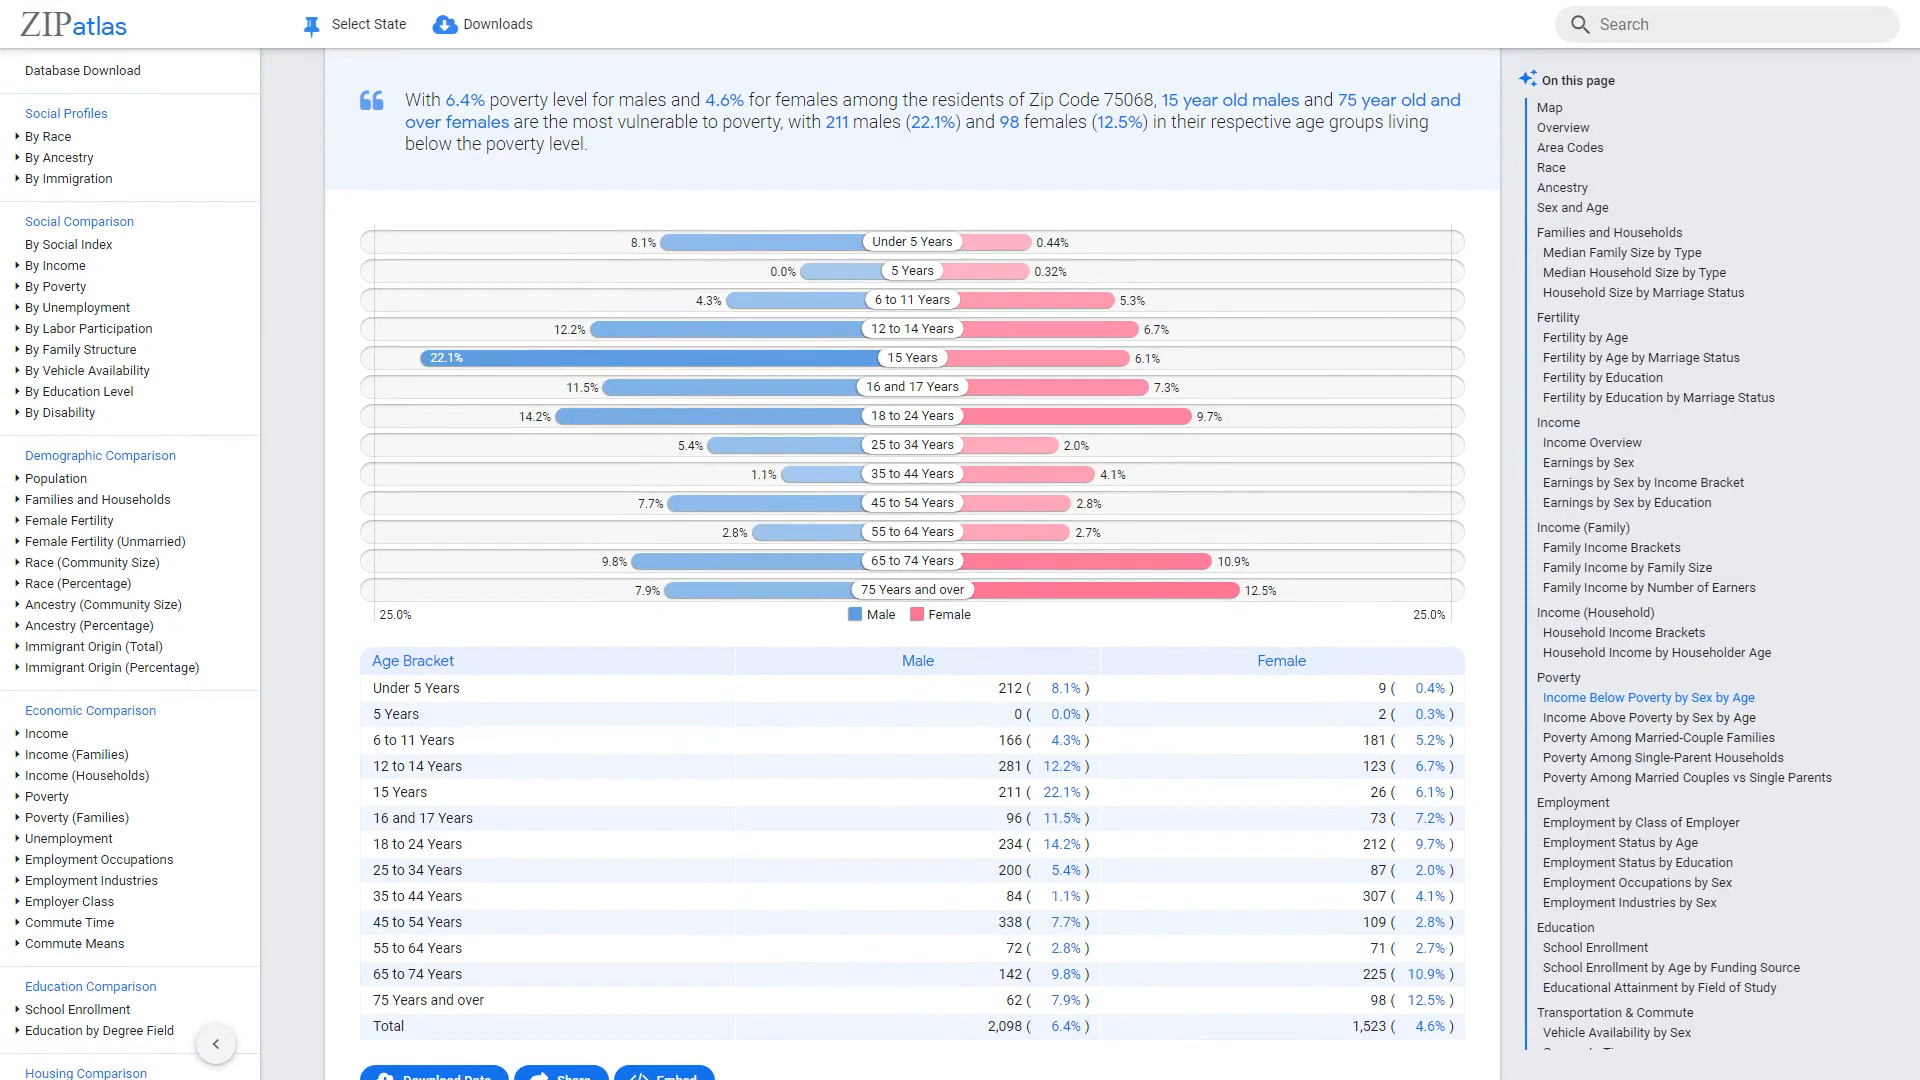 ZIPatlas
Select State
Downloads
Search
Database Download
Social Profiles
By Race
By Ancestry
By Immigration
Social Comparison
By Social Index
By Income
By Poverty
By Unemployment
By Labor Participation
By Family Structure
By Vehicle Availability
By Education Level
By Disability
Demographic Comparison
Population
Families and Households
Female Fertility
Female Fertility (Unmarried)
Race (Community Size)
Race (Percentage)
Ancestry (Community Size)
Ancestry (Percentage)
Immigrant Origin (Total)
Immigrant Origin (Percentage)
Economic Comparison
Income
Income (Families)
Income (Households)
Poverty
Poverty (Families)
Unemployment
Employment Occupations
Employment Industries
Employer Class
Commute Time
Commute Means
Education Comparison
School Enrollment
Education by Degree Field
Housing Comparison
With 6.4% poverty level for males and 4.6% for females among the residents of Zip Code 75068, 15 year old males and 75 year old and
over females are the most vulnerable to poverty, with 211 males (22.1%) and 98 females (12.5%) in their respective age groups living
below the poverty level.
8.1% Under 5 Years 0.44%
0.0% 5 Years 0.32%
4.3% 6 to 11 Years 5.3%
12.2% 12 to 14 Years 6.7%
22.1% 15 Years 6.1%
11.5% 16 and 17 Years 7.3%
14.2% 18 to 24 Years 9.7%
5.4% 25 to 34 Years 2.0%
1.1% 35 to 44 Years 4.1%
7.7% 45 to 54 Years 2.8%
2.8% 55 to 64 Years 2.7%
9.8% 65 to 74 Years 10.9%
7.9% 75 Years and over 12.5%
25.0% Male Female 25.0%
Age Bracket Male Female
Under 5 Years 212 ( 8.1% ) 9 ( 0.4% )
5 Years 0 ( 0.0% ) 2 ( 0.3% )
6 to 11 Years 166 ( 4.3% ) 181 ( 5.2% )
12 to 14 Years 281 ( 12.2% ) 123 ( 6.7% )
15 Years 211 ( 22.1% ) 26 ( 6.1% )
16 and 17 Years 96 ( 11.5% ) 73 ( 7.2% )
18 to 24 Years 234 ( 14.2% ) 212 ( 9.7% )
25 to 34 Years 200 ( 5.4% ) 87 ( 2.0% )
35 to 44 Years 84 ( 1.1% ) 307 ( 4.1% )
45 to 54 Years 338 ( 7.7% ) 109 ( 2.8% )
55 to 64 Years 72 ( 2.8% ) 71 ( 2.7% )
65 to 74 Years 142 ( 9.8% ) 225 ( 10.9% )
75 Years and over 62 ( 7.9% ) 98 ( 12.5% )
Total 2,098 ( 6.4% ) 1,523 ( 4.6% )
Download Data Share Embed
On this page
Map
Overview
Area Codes
Race
Ancestry
Sex and Age
Families and Households
Median Family Size by Type
Median Household Size by Type
Household Size by Marriage Status
Fertility
Fertility by Age
Fertility by Age by Marriage Status
Fertility by Education
Fertility by Education by Marriage Status
Income
Income Overview
Earnings by Sex
Earnings by Sex by Income Bracket
Earnings by Sex by Education
Income (Family)
Family Income Brackets
Family Income by Family Size
Family Income by Number of Earners
Income (Household)
Household Income Brackets
Household Income by Householder Age
Poverty
Income Below Poverty by Sex by Age
Income Above Poverty by Sex by Age
Poverty Among Married-Couple Families
Poverty Among Single-Parent Households
Poverty Among Married Couples vs Single Parents
Employment
Employment by Class of Employer
Employment Status by Age
Employment Status by Education
Employment Occupations by Sex
Employment Industries by Sex
Education
School Enrollment
School Enrollment by Age by Funding Source
Educational Attainment by Field of Study
Transportation & Commute
Vehicle Availability by Sex